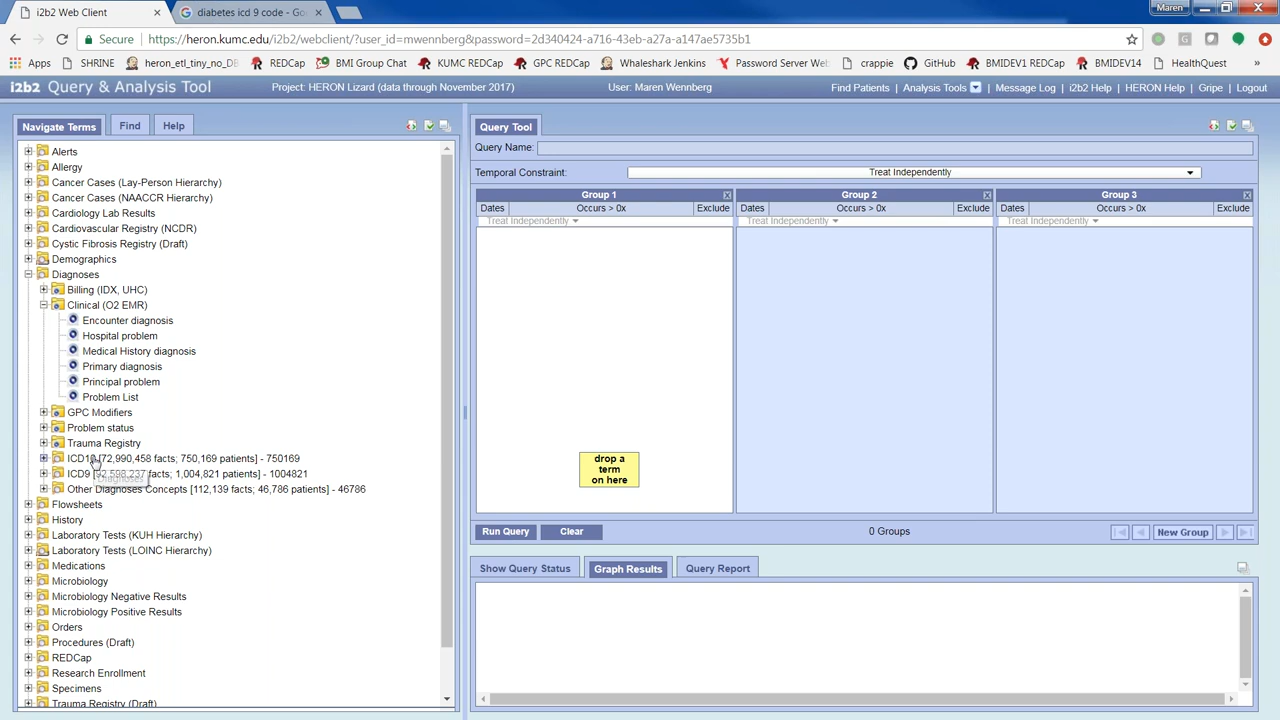 i2b2 Web Client
diabetes icd 9 code - Go
Maren
Secure
https://heron.kumc.edu/i2b2/webclient/?user_id=mwennberg&password=2d340424-a716-43eb-a27a-a147ae5735b1
Apps SHRINE heron_etl_tiny_no_DB REDCap BMI Group Chat KUMC REDCap GPC REDCap Whaleshark Jenkins Password Server Web crappie GitHub BMIDEV1 REDCap BMIDEV14 HealthQuest »
i2b2 Query & Analysis Tool
Project: HERON Lizard (data through November 2017)
User: Maren Wennberg
Find Patients | Analysis Tools | Message Log | i2b2 Help | HERON Help | Gripe | Logout
Navigate Terms Find Help
Alerts
Allergy
Cancer Cases (Lay-Person Hierarchy)
Cancer Cases (NAACCR Hierarchy)
Cardiology Lab Results
Cardiovascular Registry (NCDR)
Cystic Fibrosis Registry (Draft)
Demographics
Diagnoses
Billing (IDX, UHC)
Clinical (O2 EMR)
Encounter diagnosis
Hospital problem
Medical History diagnosis
Primary diagnosis
Principal problem
Problem List
GPC Modifiers
Problem status
Trauma Registry
ICD10 [72,990,458 facts; 750,169 patients] - 750169
ICD9 [92,598,237 facts; 1,004,821 patients] - 1004821
Diagnoses
Other Diagnoses Concepts [112,139 facts; 46,786 patients] - 46786
Flowsheets
History
Laboratory Tests (KUH Hierarchy)
Laboratory Tests (LOINC Hierarchy)
Medications
Microbiology
Microbiology Negative Results
Microbiology Positive Results
Orders
Procedures (Draft)
REDCap
Research Enrollment
Specimens
Trauma Registry (Draft)
Query Tool
Query Name:
Temporal Constraint: Treat Independently
Group 1 Group 2 Group 3
Dates Occurs > 0x Exclude Dates Occurs > 0x Exclude Dates Occurs > 0x Exclude
Treat Independently Treat Independently Treat Independently
drop a
term
on here
Run Query Clear 0 Groups New Group
Show Query Status Graph Results Query Report